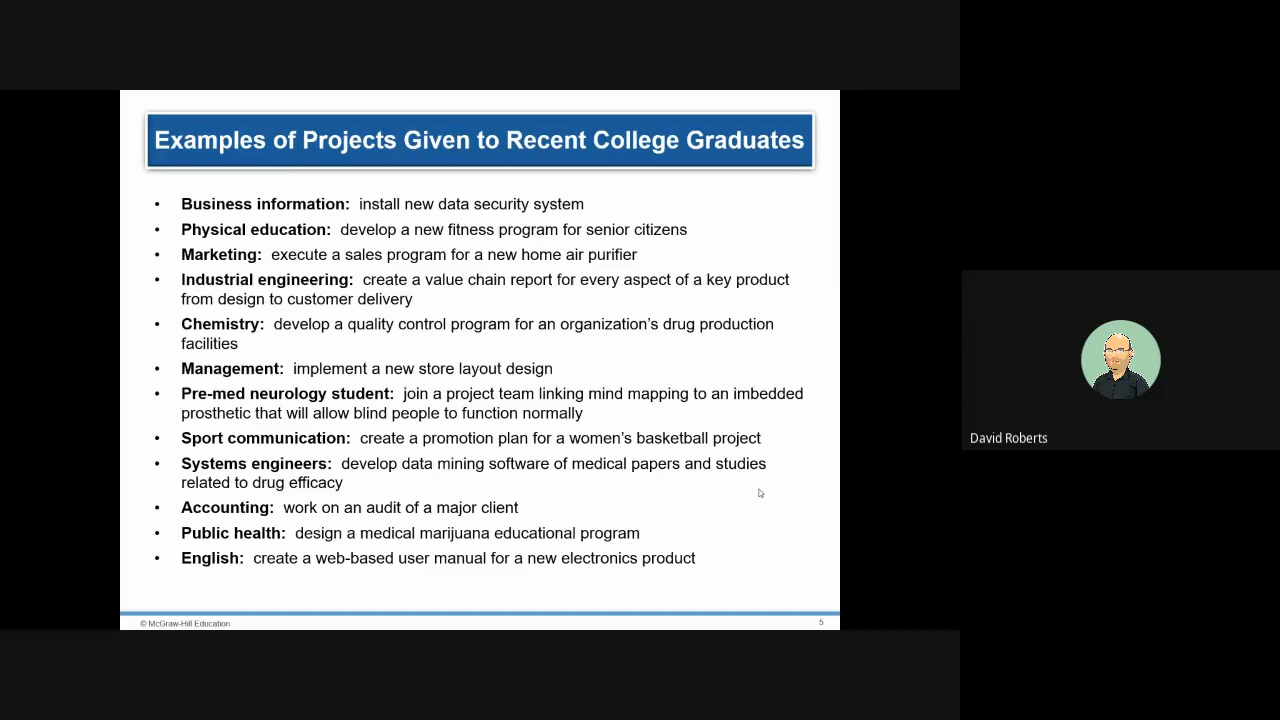 Examples of Projects Given to Recent College Graduates
• Business information: install new data security system
• Physical education: develop a new fitness program for senior citizens
• Marketing: execute a sales program for a new home air purifier
• Industrial engineering: create a value chain report for every aspect of a key product
from design to customer delivery
• Chemistry: develop a quality control program for an organization’s drug production
facilities
• Management: implement a new store layout design
• Pre-med neurology student: join a project team linking mind mapping to an imbedded
prosthetic that will allow blind people to function normally
• Sport communication: create a promotion plan for a women’s basketball project
• Systems engineers: develop data mining software of medical papers and studies
related to drug efficacy
• Accounting: work on an audit of a major client
• Public health: design a medical marijuana educational program
• English: create a web-based user manual for a new electronics product
© McGraw-Hill Education
5
David Roberts